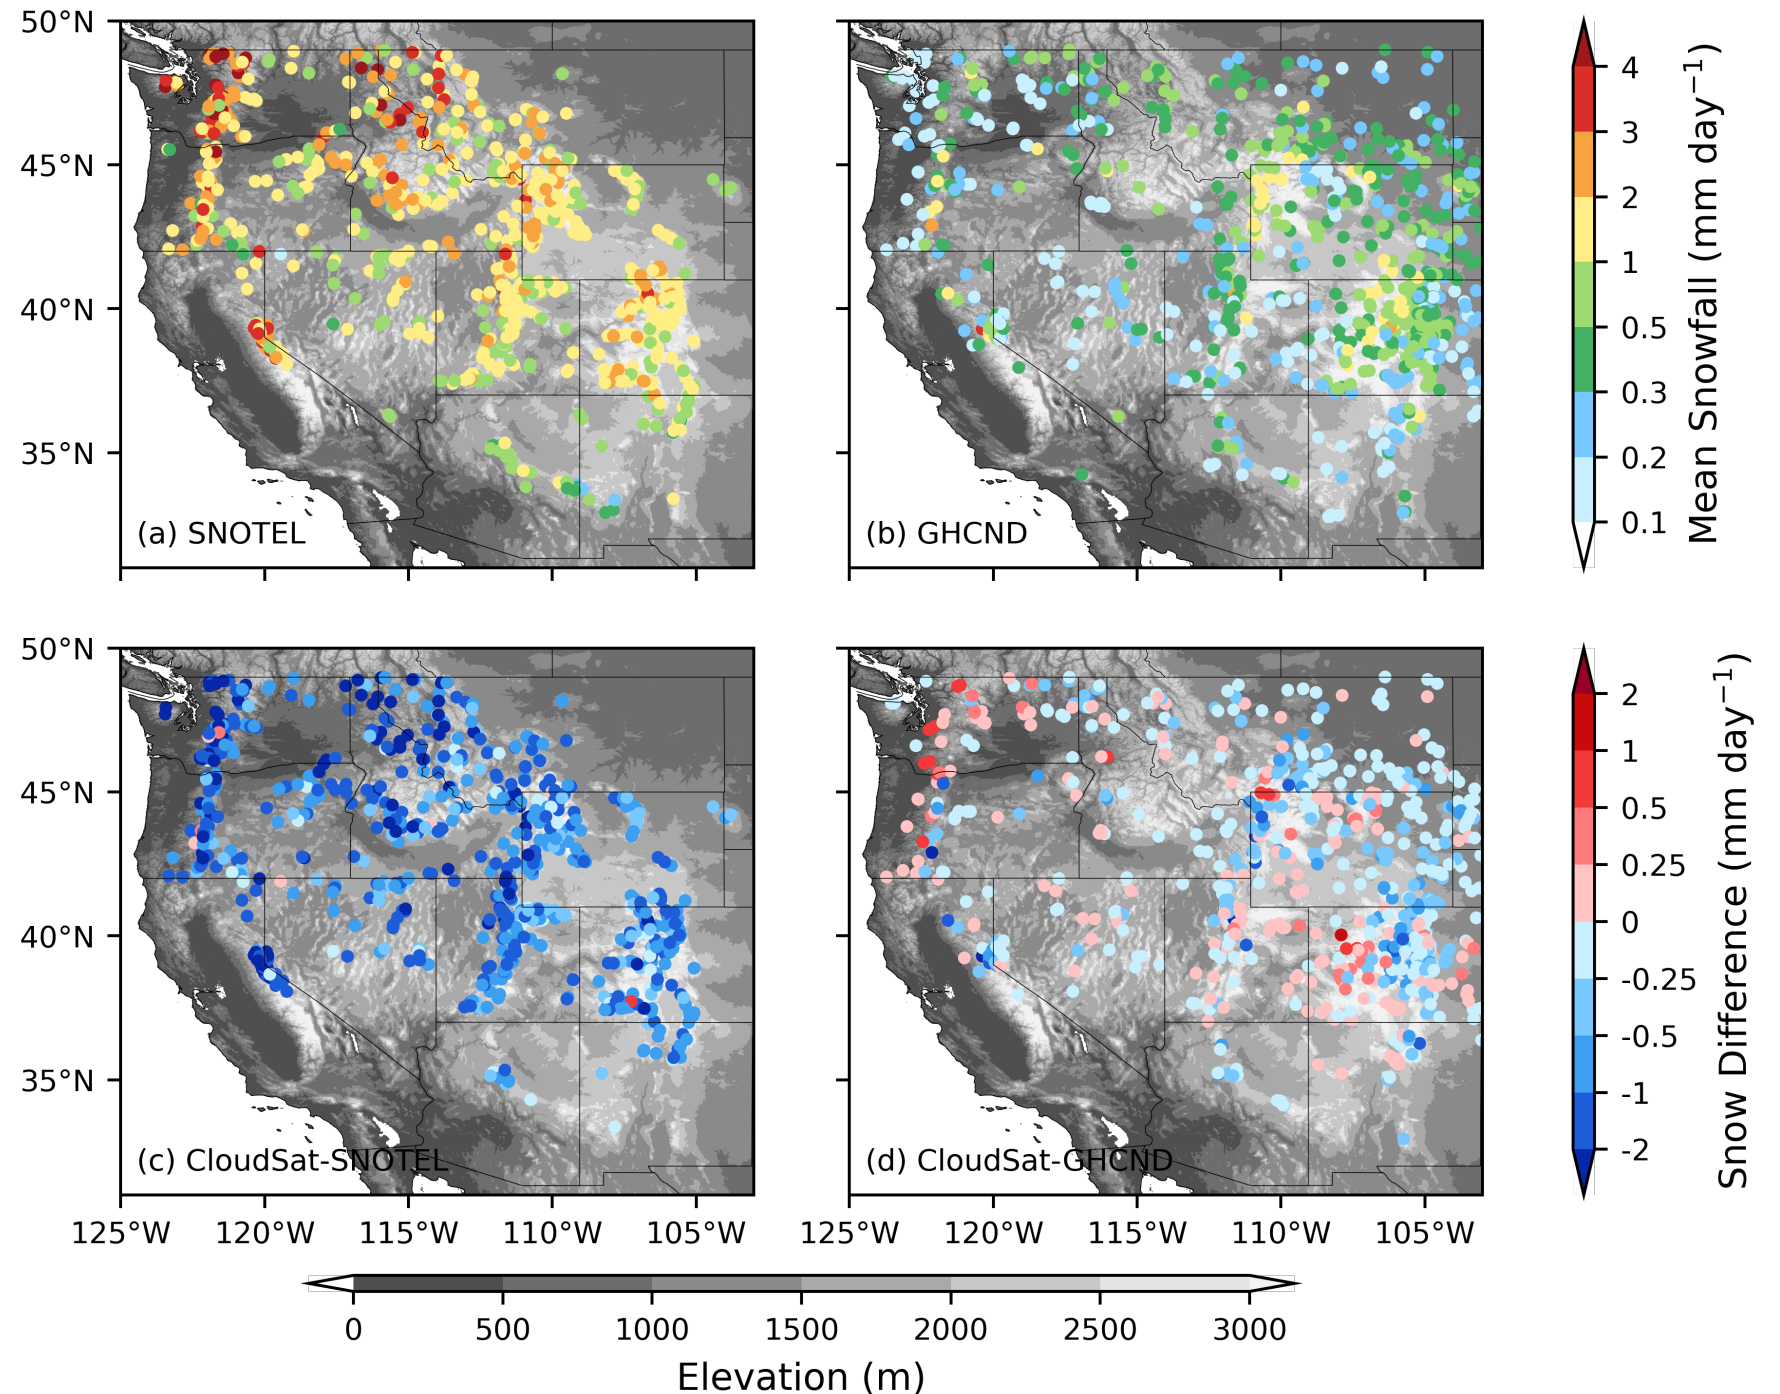 50°N
45°N
40°N
35°N
(a) SNOTEL
(b) GHCND
4
3
2
1
0.5
0.3
0.2
0.1
Mean Snowfall (mm day⁻¹)
50°N
45°N
40°N
35°N
(c) CloudSat-SNOTEL
(d) CloudSat-GHCND
125°W
120°W
115°W
110°W
105°W
125°W
120°W
115°W
110°W
105°W
2
1
0.5
0.25
0
-0.25
-0.5
-1
-2
Snow Difference (mm day⁻¹)
0
500
1000
1500
2000
2500
3000
Elevation (m)